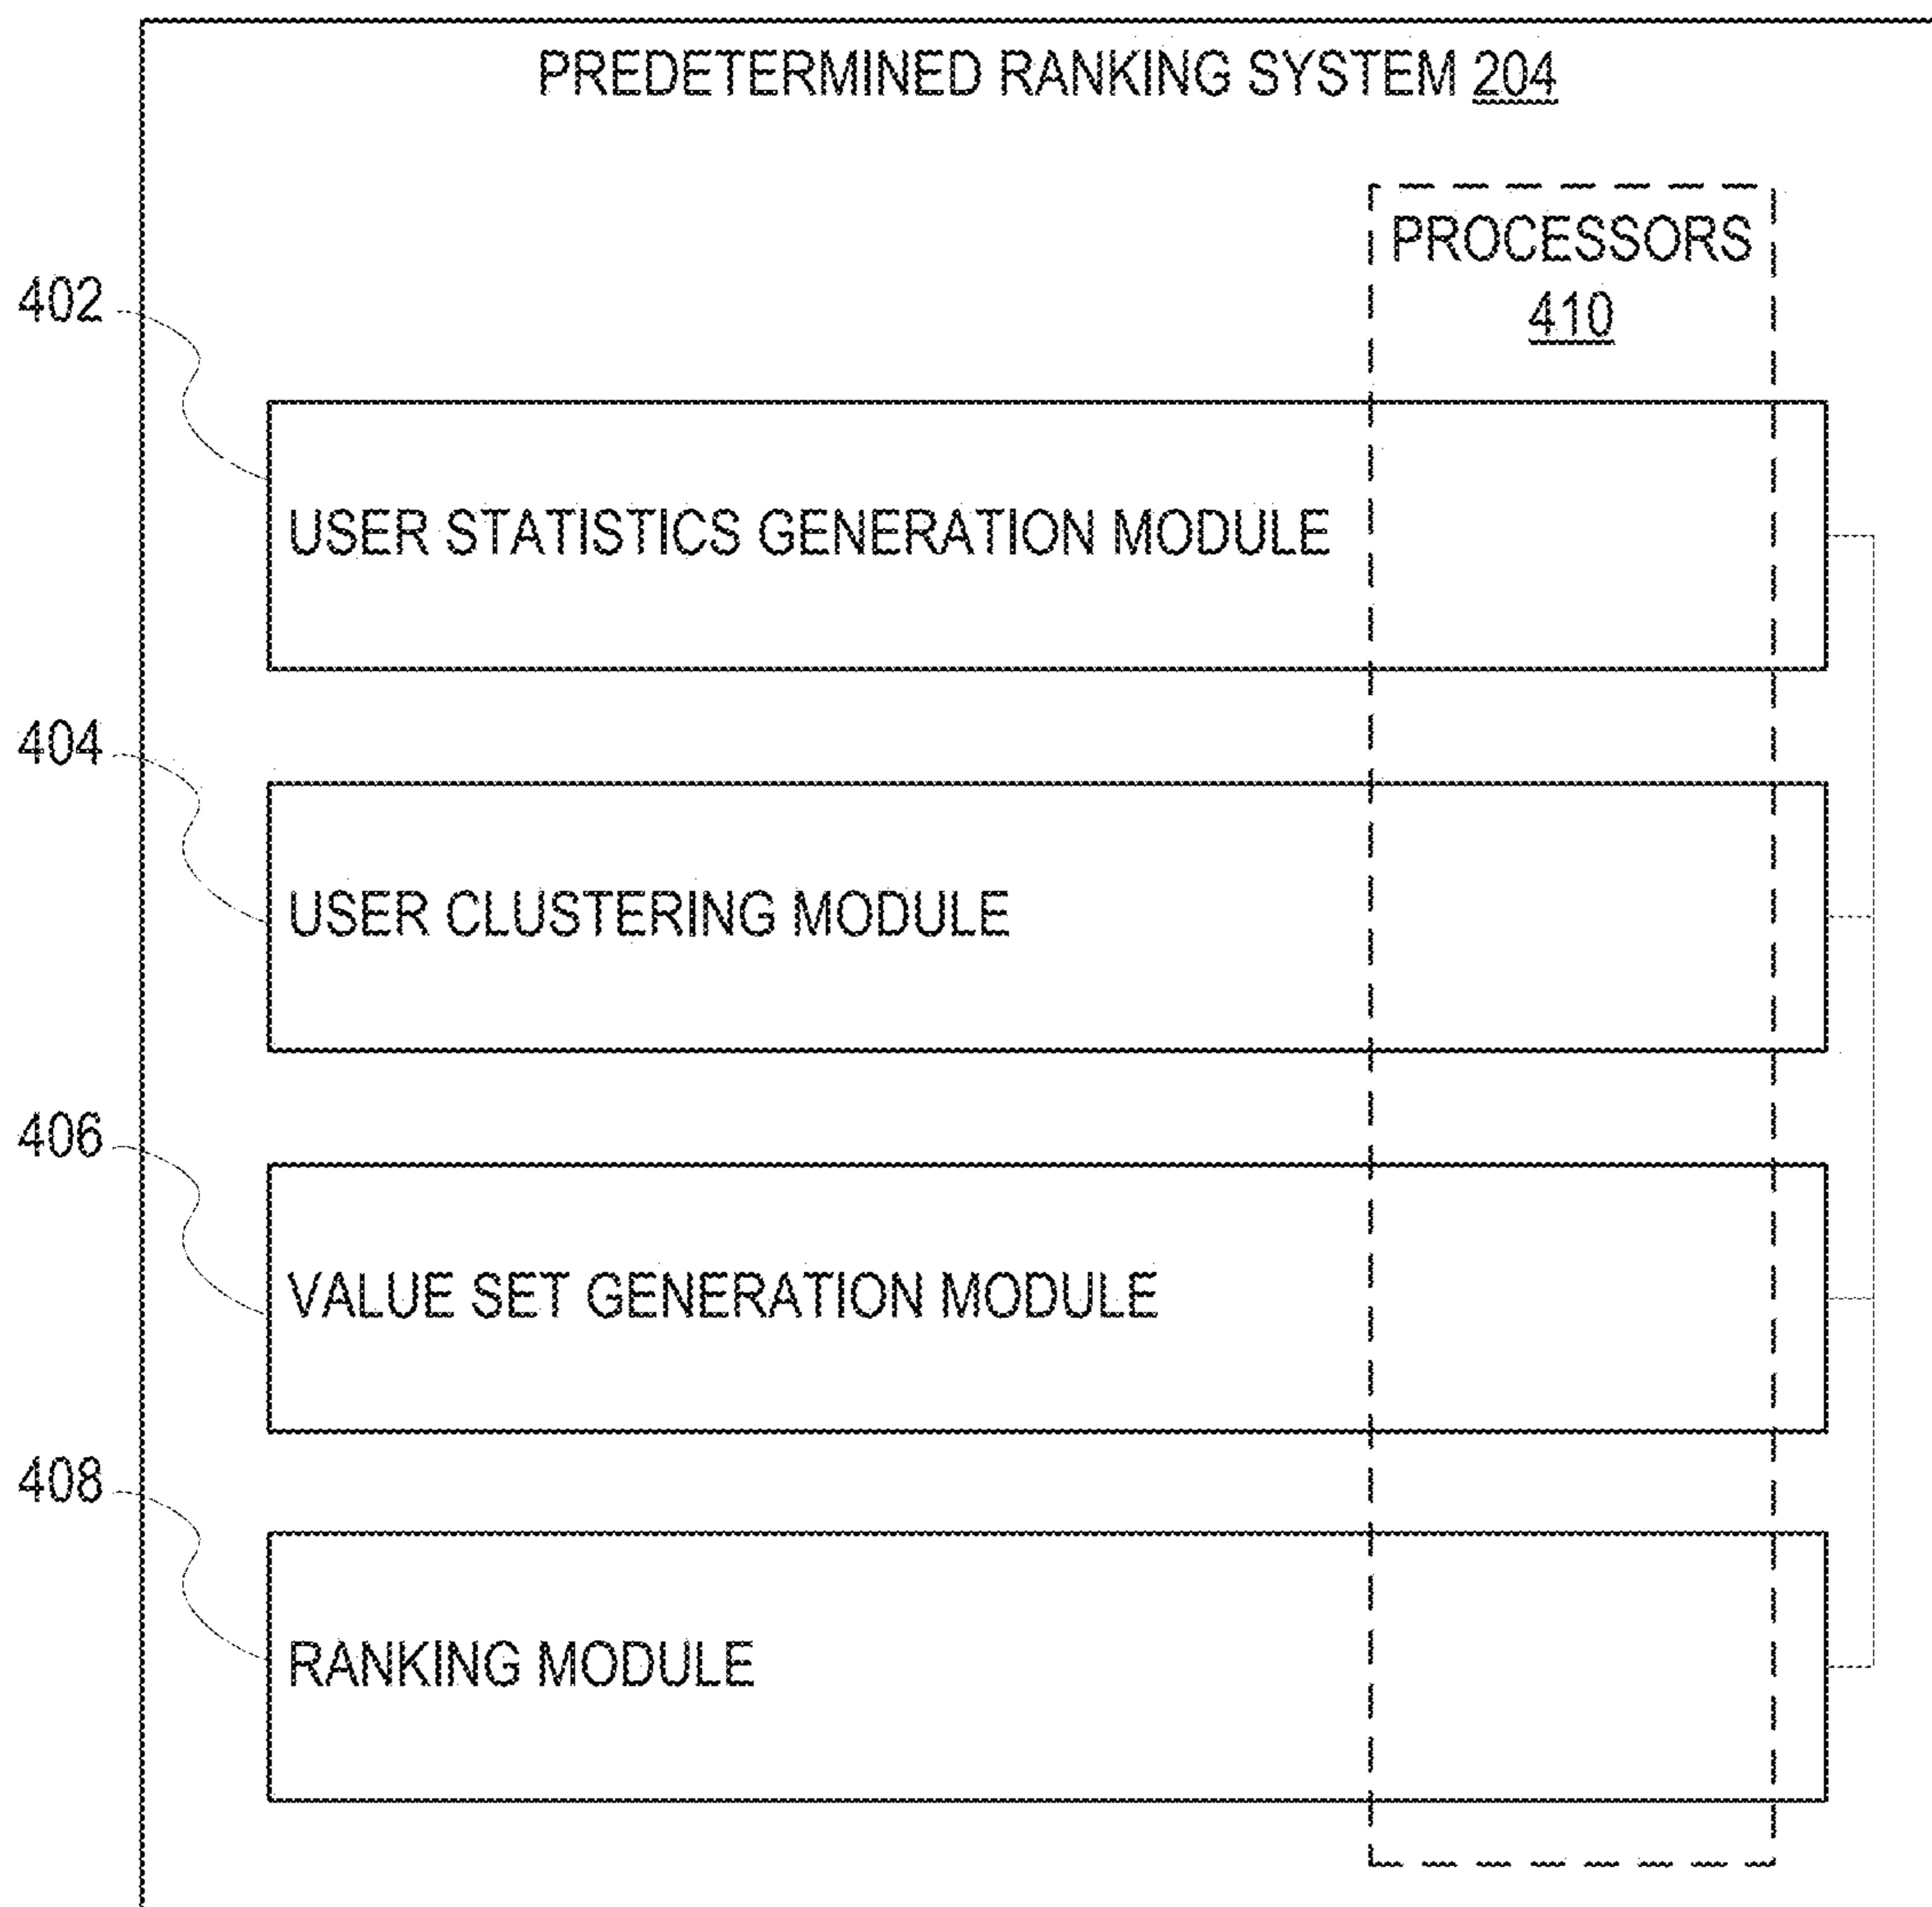 PREDETERMINED RANKING SYSTEM 204
PROCESSORS
410
402
USER STATISTICS GENERATION MODULE
404
USER CLUSTERING MODULE
406
VALUE SET GENERATION MODULE
408
RANKING MODULE